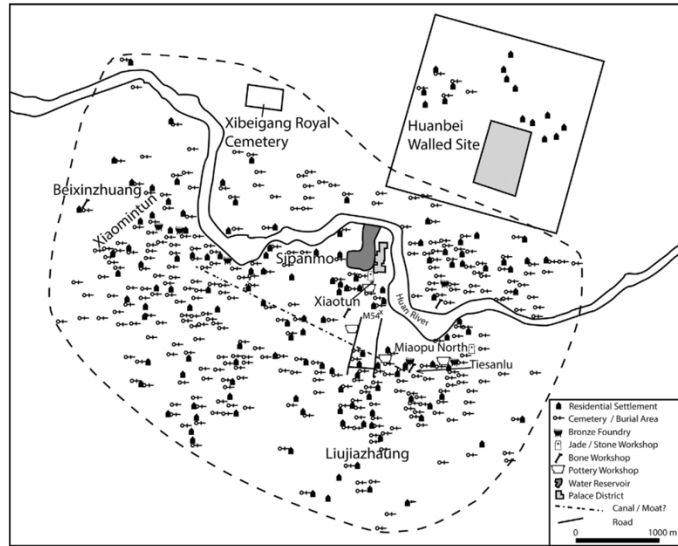 Xibeigang Royal
Cemetery
Huanbei
Walled Site
Beixinzhuang
Xiaomintun
Sipanmo
Xiaotun
M54
Huan River
Miaopu North
Tiesanlu
Liujiazhaung
Residential Settlement
Cemetery / Burial Area
Bronze Foundry
Jade / Stone Workshop
Bone Workshop
Pottery Workshop
Water Reservoir
Palace District
Canal / Moat?
Road
0 1000 m